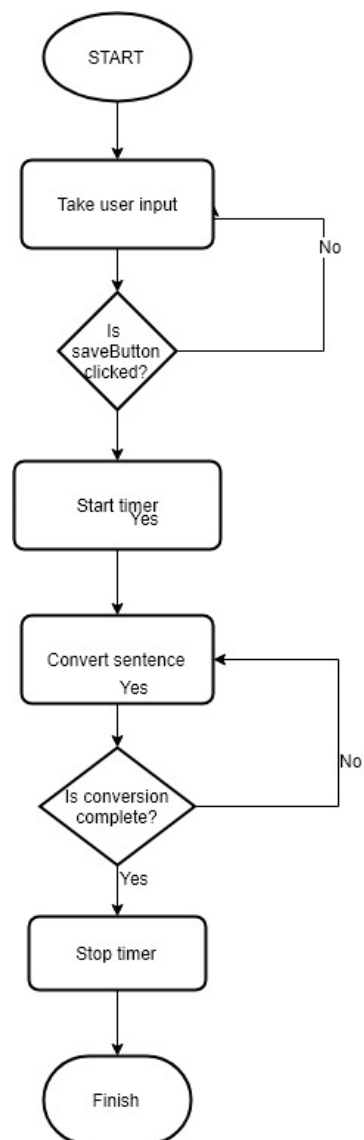 START
Take user input
No
Is
saveButton
clicked?
Start timer
Yes
Convert sentence
Yes
No
Is conversion
complete?
Yes
Stop timer
Finish